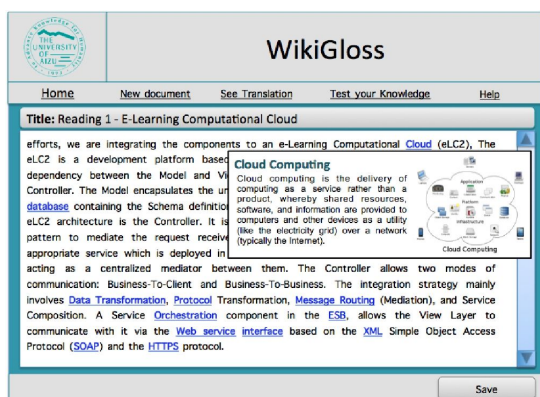 THE
UNIVERSITY
OF
AIZU
WikiGloss
Home New document See Translation Test your Knowledge Help
Title: Reading 1 - E-Learning Computational Cloud
efforts, we are integrating the components to an e-Learning Computational Cloud (eLC2), The
eLC2 is a development platform based
dependency between the Model and Vi
Controller. The Model encapsulates the un
database containing the Schema definitio
eLC2 architecture is the Controller. It is
pattern to mediate the request receive
appropriate service which is deployed in
Cloud Computing
Cloud computing is the delivery of
computing as a service rather than a
product, whereby shared resources,
software, and information are provided to
computers and other devices as a utility
(like the electricity grid) over a network
(typically the Internet).
Application
Platform
Infrastructure
Cloud Computing
acting as a centralized mediator between them. The Controller allows two modes of
communication: Business-To-Client and Business-To-Business. The integration strategy mainly
involves Data Transformation, Protocol Transformation, Message Routing (Mediation), and Service
Composition. A Service Orchestration component in the ESB, allows the View Layer to
communicate with it via the Web service interface based on the XML Simple Object Access
Protocol (SOAP) and the HTTPS protocol.
Save